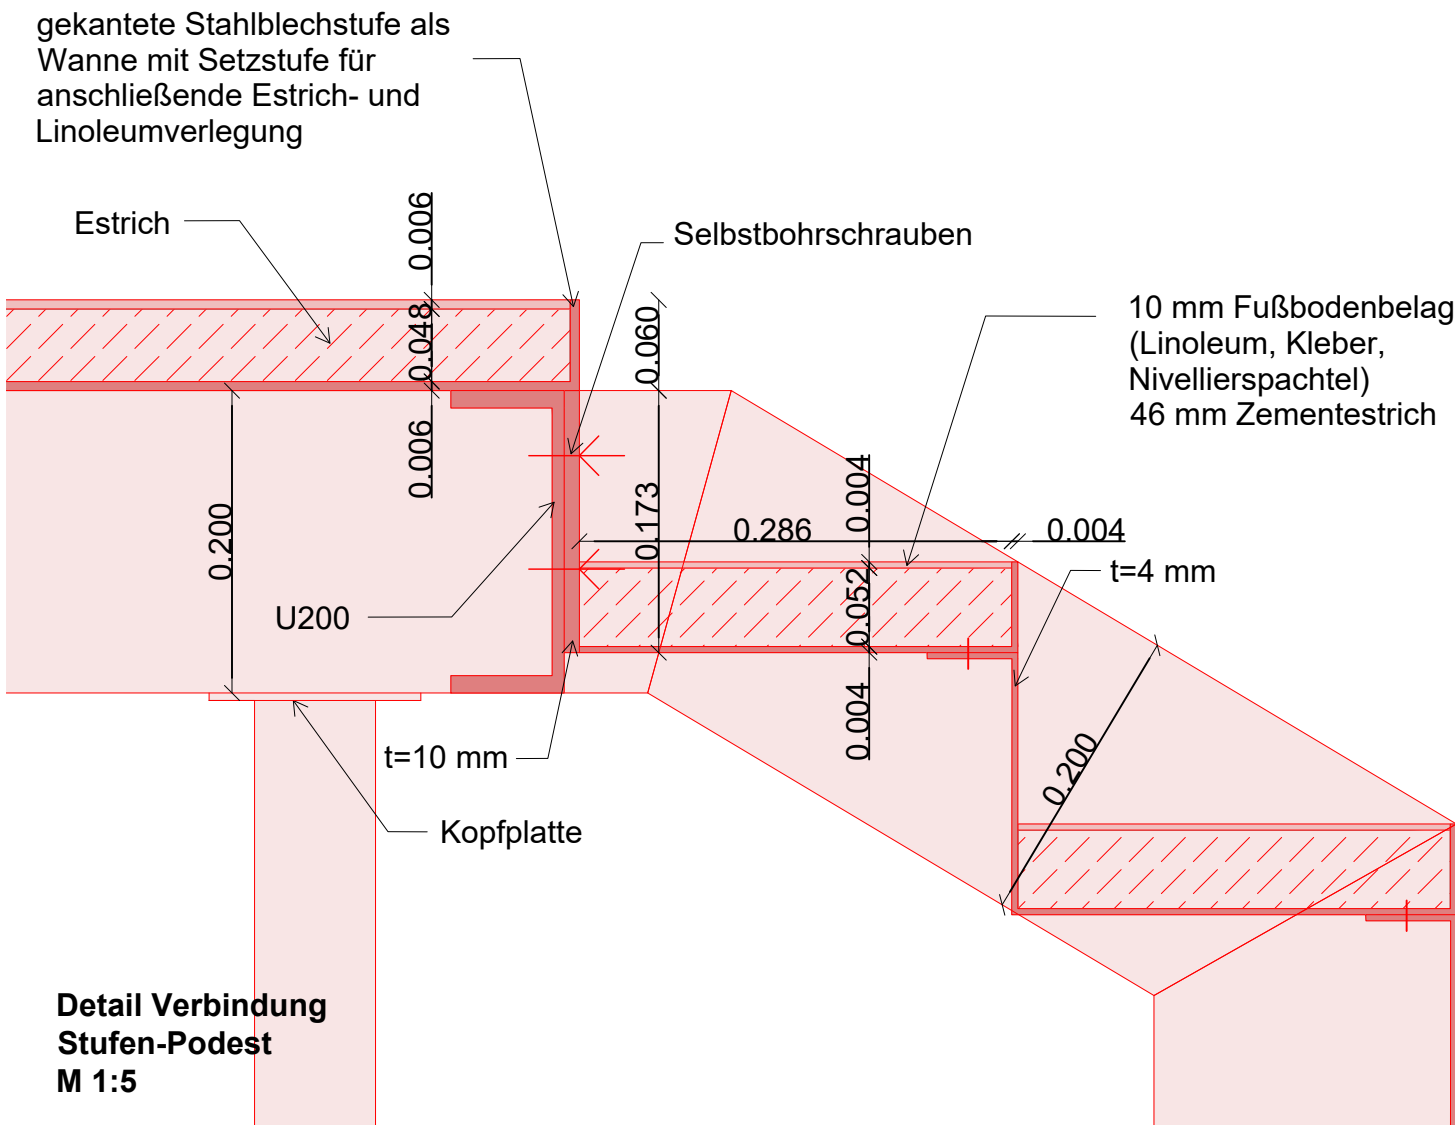 gekantete Stahlblechstufe als
Wanne mit Setzstufe für
anschließende Estrich- und
Linoleumverlegung
Estrich
0.006
Selbstbohrschrauben
0.048
0.060
10 mm Fußbodenbelag
(Linoleum, Kleber,
Nivellierspachtel)
46 mm Zementestrich
0.006
0.200
0.173
0.004
0.286
0.004
t=4 mm
U200
0.052
0.004
0.200
t=10 mm
Kopfplatte
Detail Verbindung
Stufen-Podest
M 1:5